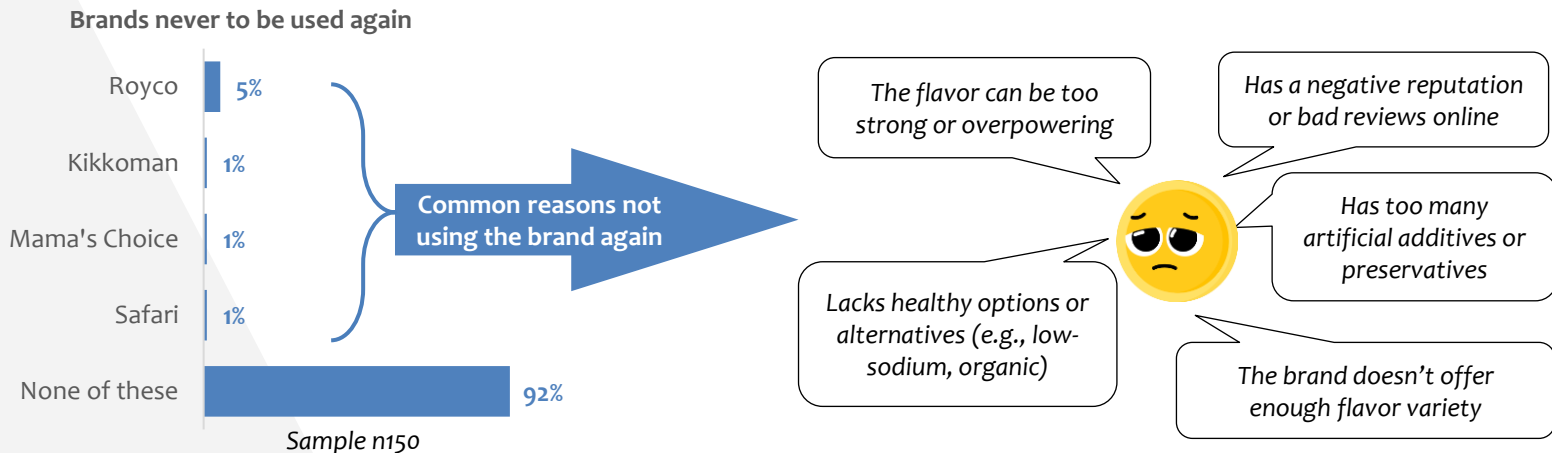 Brands never to be used again
Royco
5%
Kikkoman
1%
Mama's Choice
1%
Safari
1%
None of these
92%
Sample n150
Common reasons not
using the brand again
The flavor can be too
strong or overpowering
Has a negative reputation
or bad reviews online
Has too many
artificial additives or
preservatives
Lacks healthy options or
alternatives (e.g., low-
sodium, organic)
The brand doesn’t offer
enough flavor variety